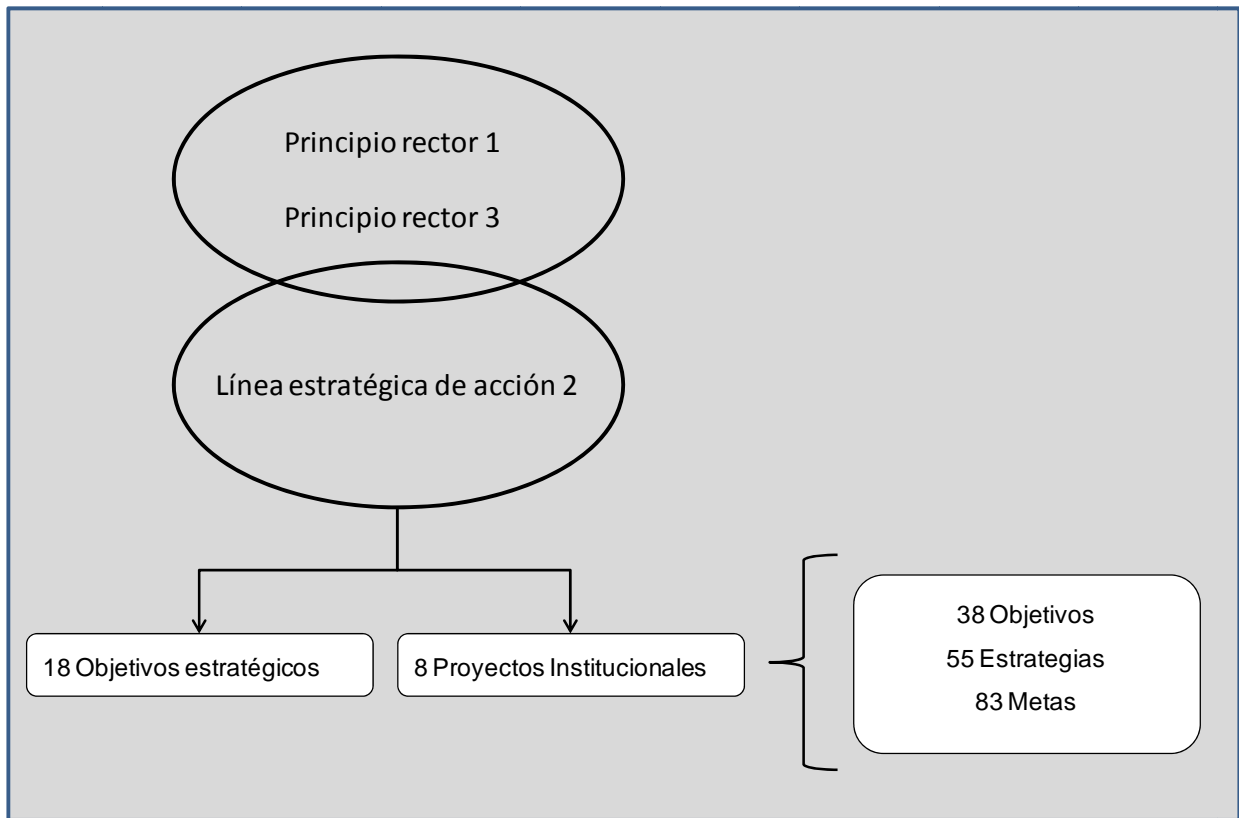 Principio rector 1
Principio rector 3
Línea estratégica de acción 2
18 Objetivos estratégicos
8 Proyectos Institucionales
38 Objetivos
55 Estrategias
83 Metas